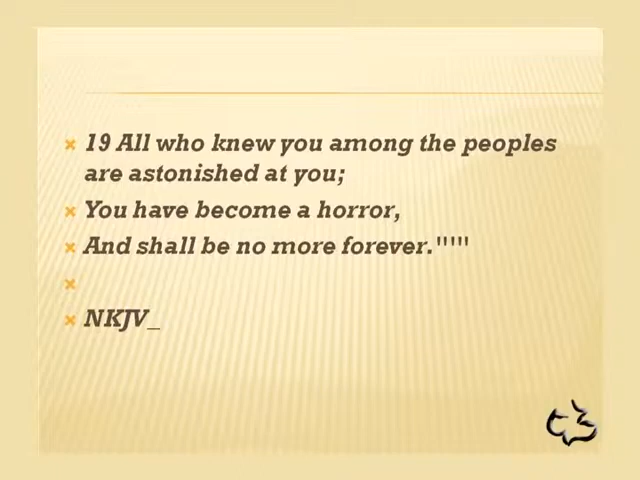 19 All who knew you among the peoples
are astonished at you;
You have become a horror,
And shall be no more forever."""
NKJV_